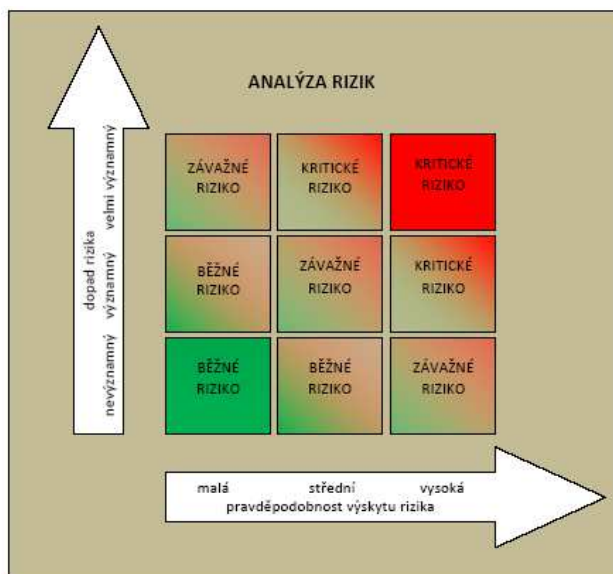 ANALÝZA RIZIK
velmi významný
významný
nevýznamný
dopad rizika
ZÁVAŽNÉ
RIZIKO
KRITICKÉ
RIZIKO
KRITICKÉ
RIZIKO
BĚŽNÉ
RIZIKO
ZÁVAŽNÉ
RIZIKO
KRITICKÉ
RIZIKO
BĚŽNÉ
RIZIKO
BĚŽNÉ
RIZIKO
ZÁVAŽNÉ
RIZIKO
malá střední vysoká
pravděpodobnost výskytu rizika